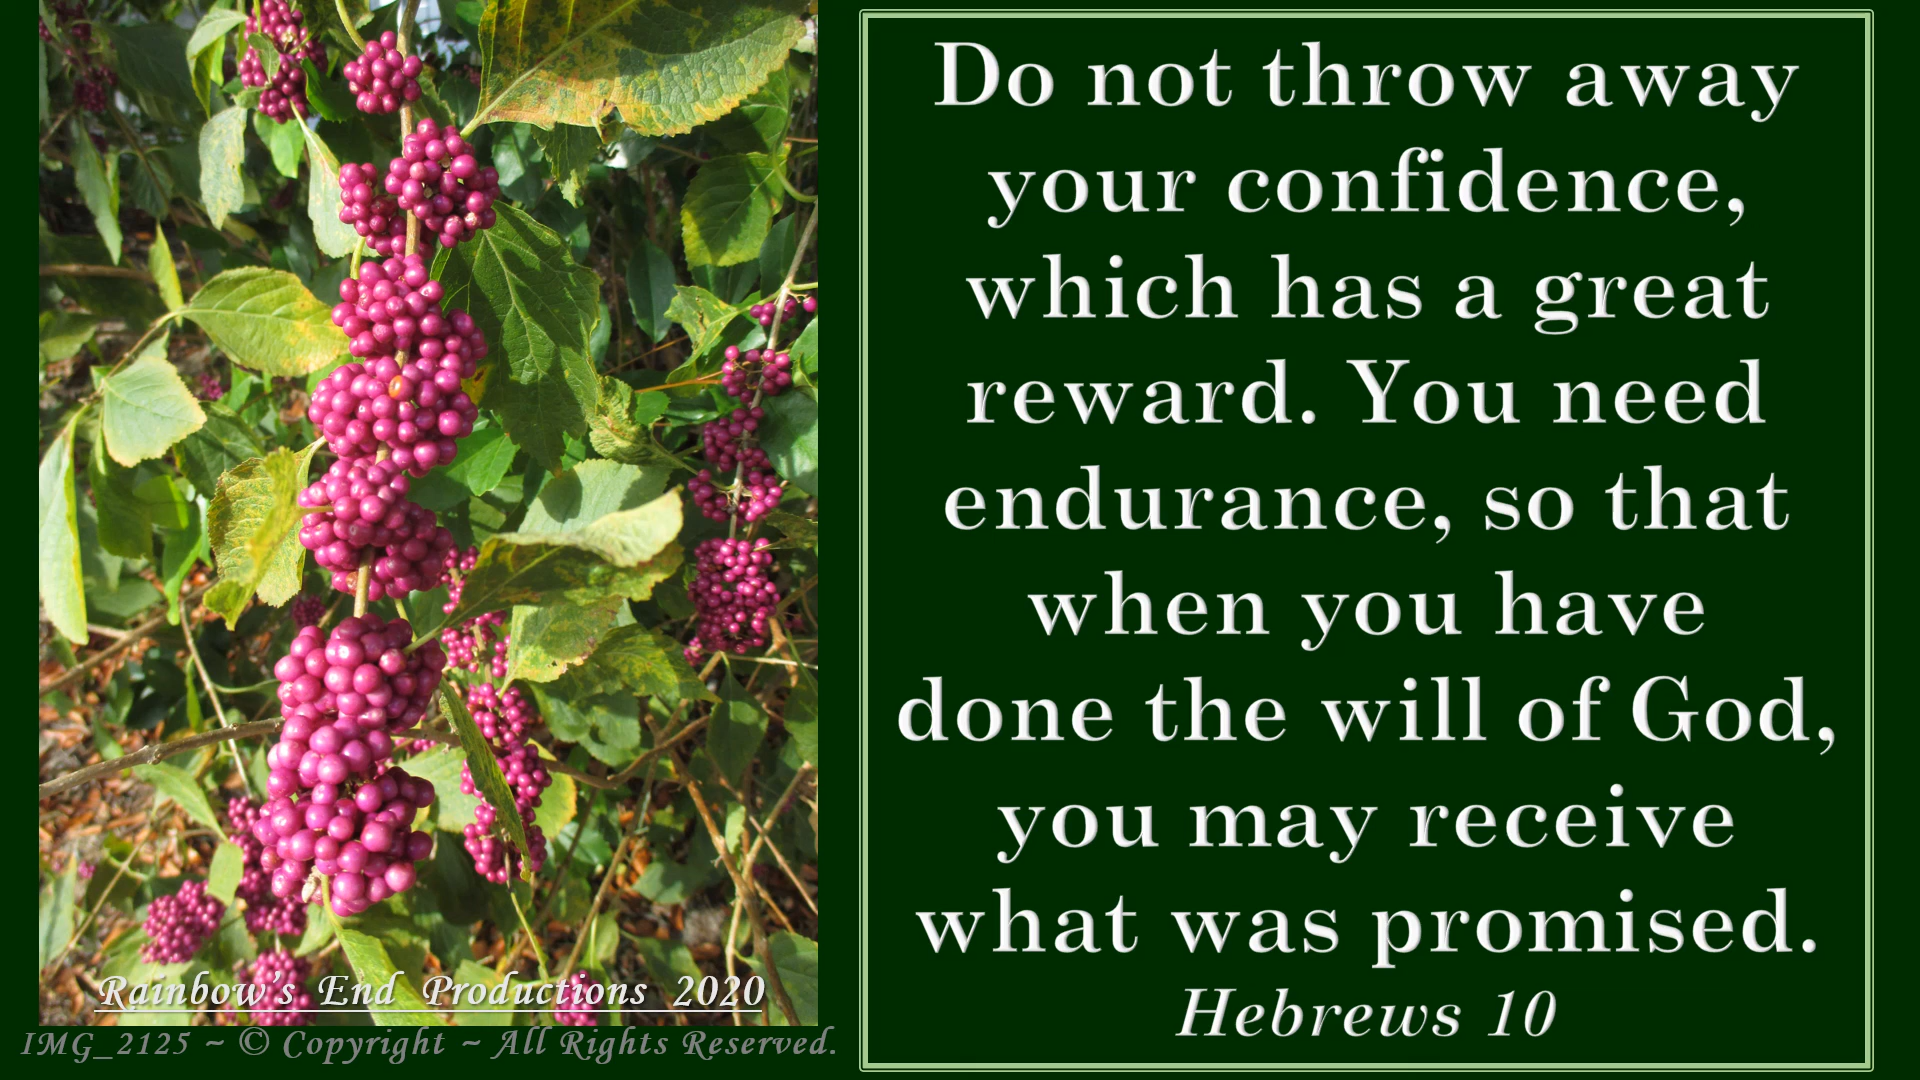 Do not throw away
your confidence,
which has a great
reward. You need
endurance, so that
when you have
done the will of God,
you may receive
what was promised.
Hebrews 10
Rainbow's End Productions 2020
IMG_2125 ~ © Copyright ~ All Rights Reserved.